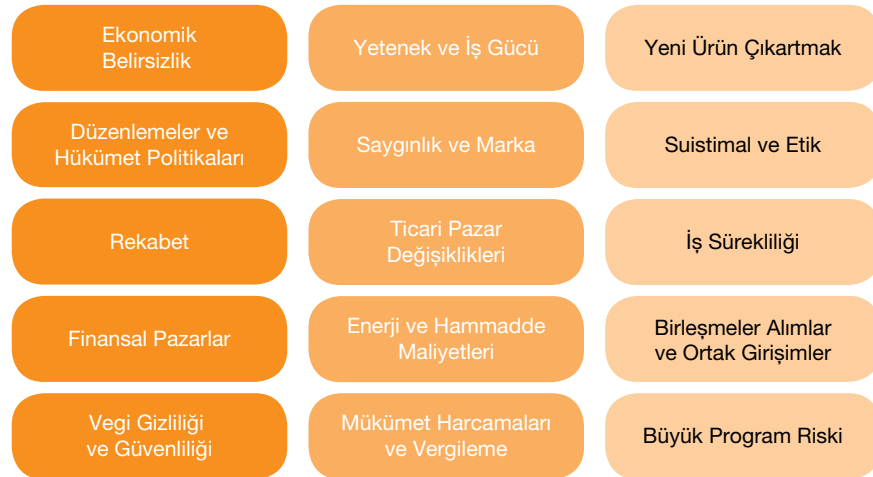 Ekonomik
Belirsizlik
Düzenlemeler ve
Hükümet Politikaları
Rekabet
Finansal Pazarlar
Vegi Gizliliği
ve Güvenliliği
Yetenek ve İş Gücü
Saygınlık ve Marka
Ticari Pazar
Değişiklikleri
Enerji ve Hammadde
Maliyetleri
Mükümet Harcamaları
ve Vergileme
Yeni Ürün Çıkartmak
Suistimal ve Etik
İş Sürekliliği
Birleşmeler Alımlar
ve Ortak Girişimler
Büyük Program Riski